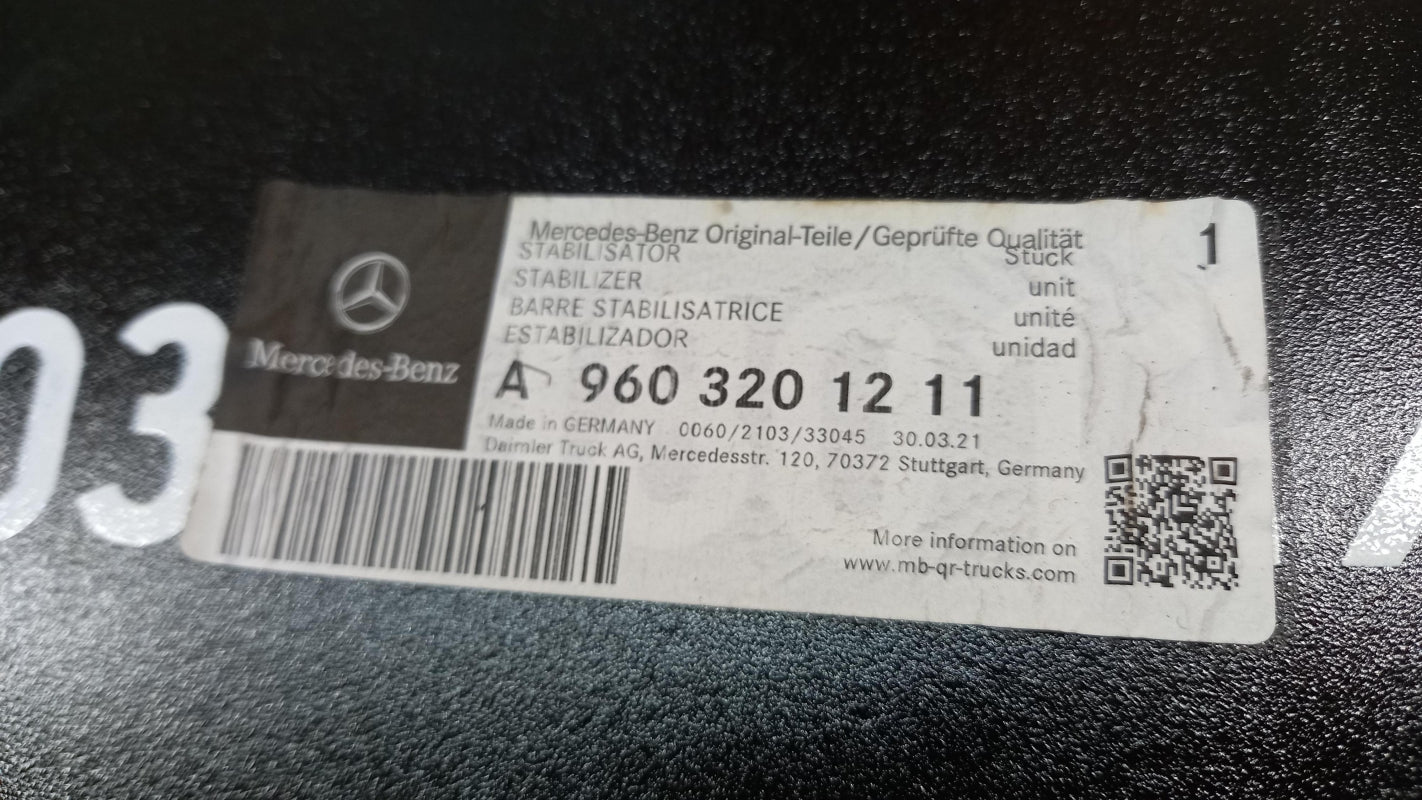 03
Mercedes-Benz
Mercedes-Benz Original-Teile/Geprüfte Qualität
1
STABILISATOR Stück
STABILIZER unit
BARRE STABILISATRICE unité
ESTABILIZADOR unidad
A 960 320 12 11
Made in GERMANY 0060/2103/33045 30.03.21
Daimler Truck AG, Mercedesstr. 120, 70372 Stuttgart, Germany
More information on
www.mb-qr-trucks.com